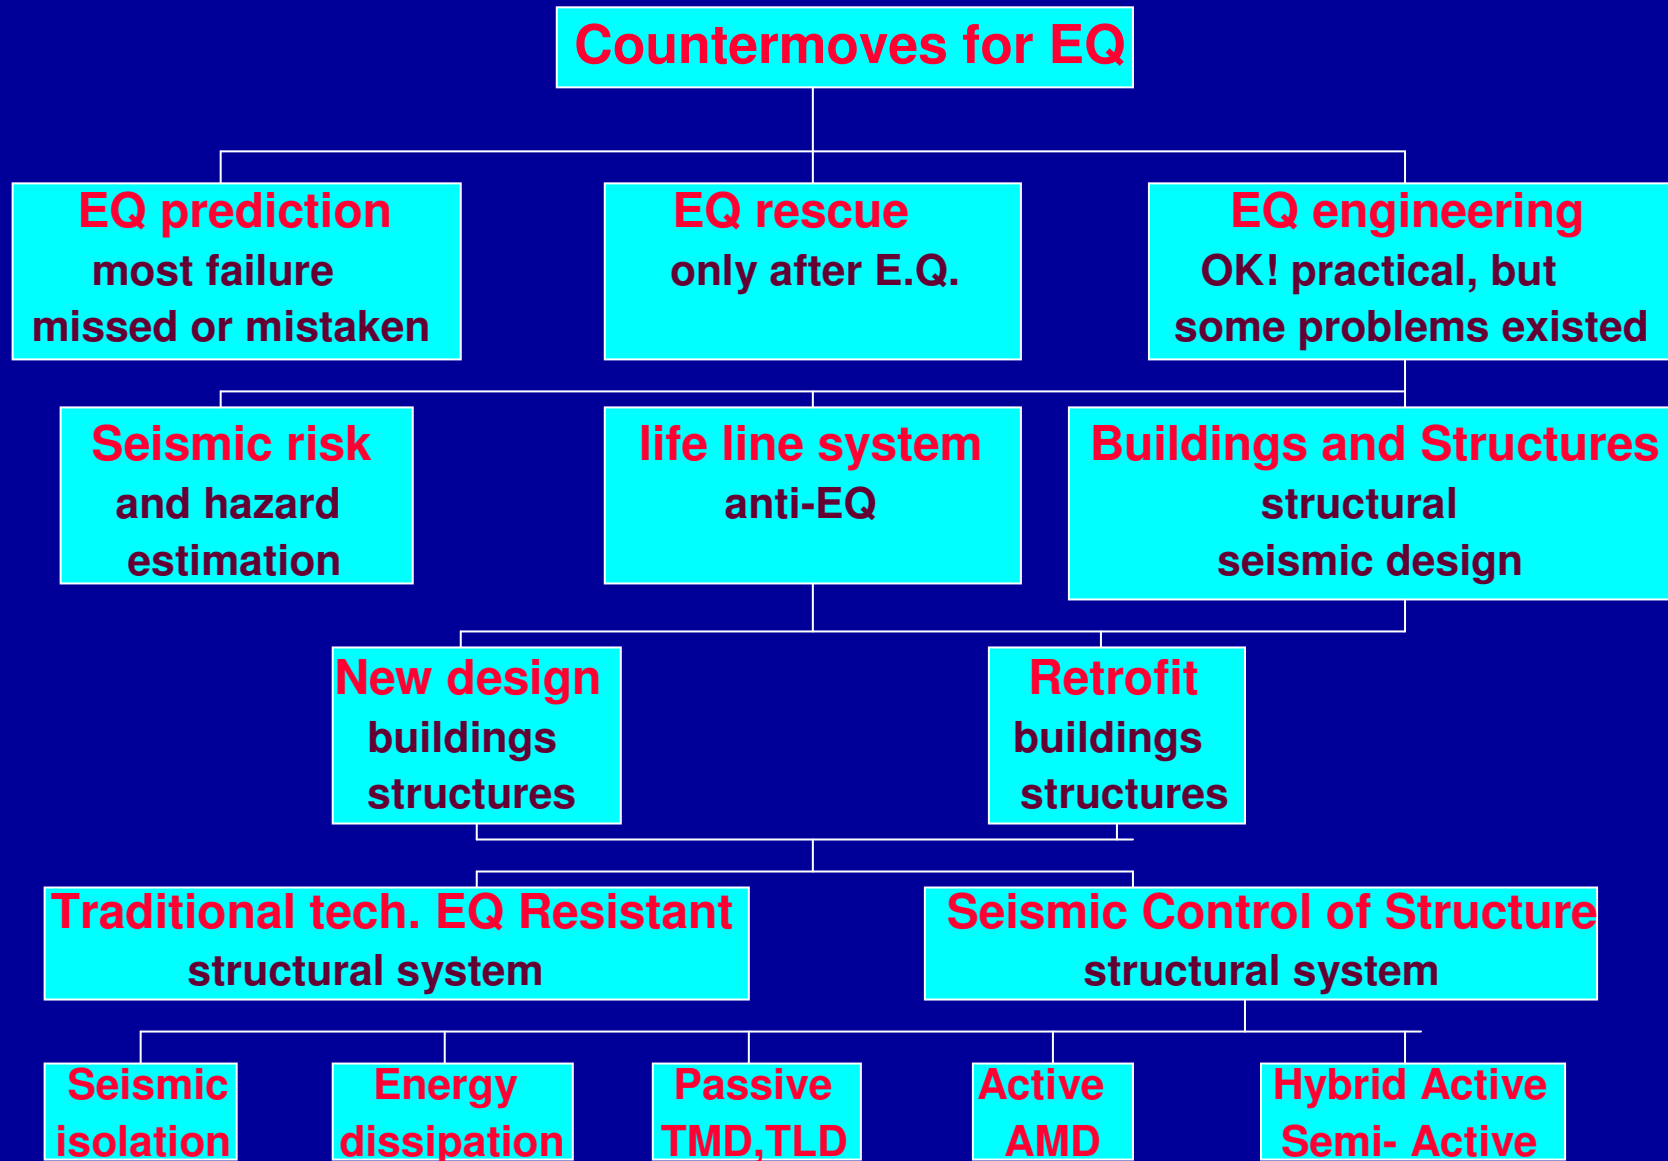 Countermoves for EQ
EQ prediction
most failure
missed or mistaken
EQ rescue
only after E.Q.
EQ engineering
OK! practical, but
some problems existed
Seismic risk
and hazard
estimation
life line system
anti-EQ
Buildings and Structures
structural
seismic design
New design
buildings
structures
Retrofit
buildings
structures
Traditional tech. EQ Resistant
structural system
Seismic Control of Structure
structural system
Seismic
isolation
Energy
dissipation
Passive
TMD,TLD
Active
AMD
Hybrid Active
Semi- Active